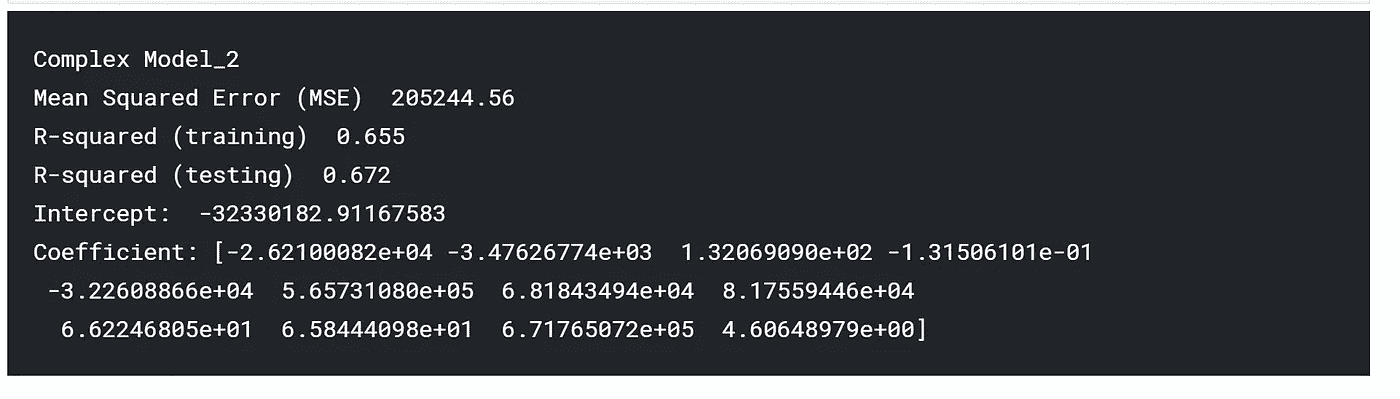 Complex Model_2
Mean Squared Error (MSE)  205244.56
R-squared (training)  0.655
R-squared (testing)  0.672
Intercept:  -32330182.91167583
Coefficient: [-2.62100082e+04 -3.47626774e+03  1.32069090e+02 -1.31506101e-01
 -3.22608866e+04  5.65731080e+05  6.81843494e+04  8.17559446e+04
  6.62246805e+01  6.58444098e+01  6.71765072e+05  4.60648979e+00]